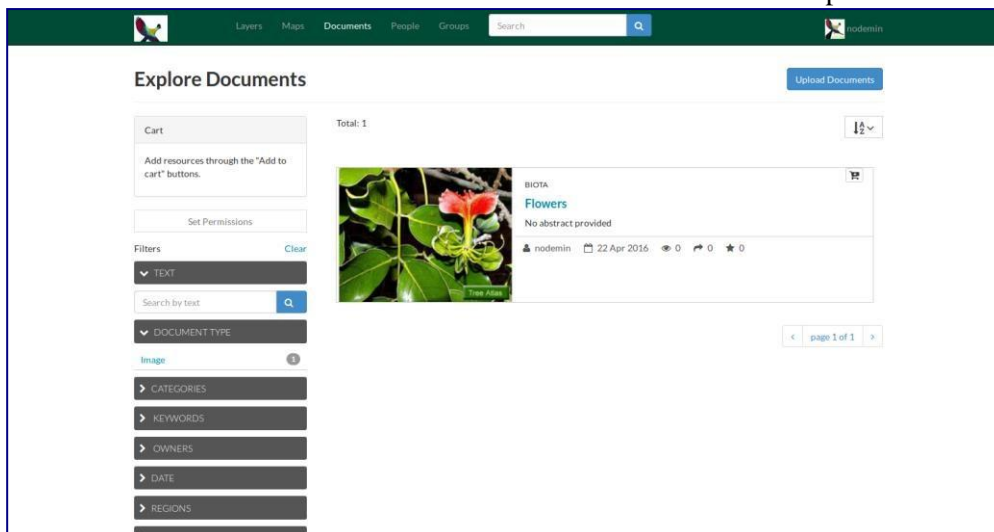 Layers Maps Documents People Groups Search nodemin
Explore Documents
Upload Documents
Cart
Add resources through the "Add to
cart" buttons.
Set Permissions
Filters Clear
TEXT
Search by text
DOCUMENT TYPE
Image 1
CATEGORIES
KEYWORDS
OWNERS
DATE
REGIONS
Total: 1
BIOTA
Flowers
No abstract provided
nodemin 22 Apr 2016 0 0 0
Tree Atlas
page 1 of 1